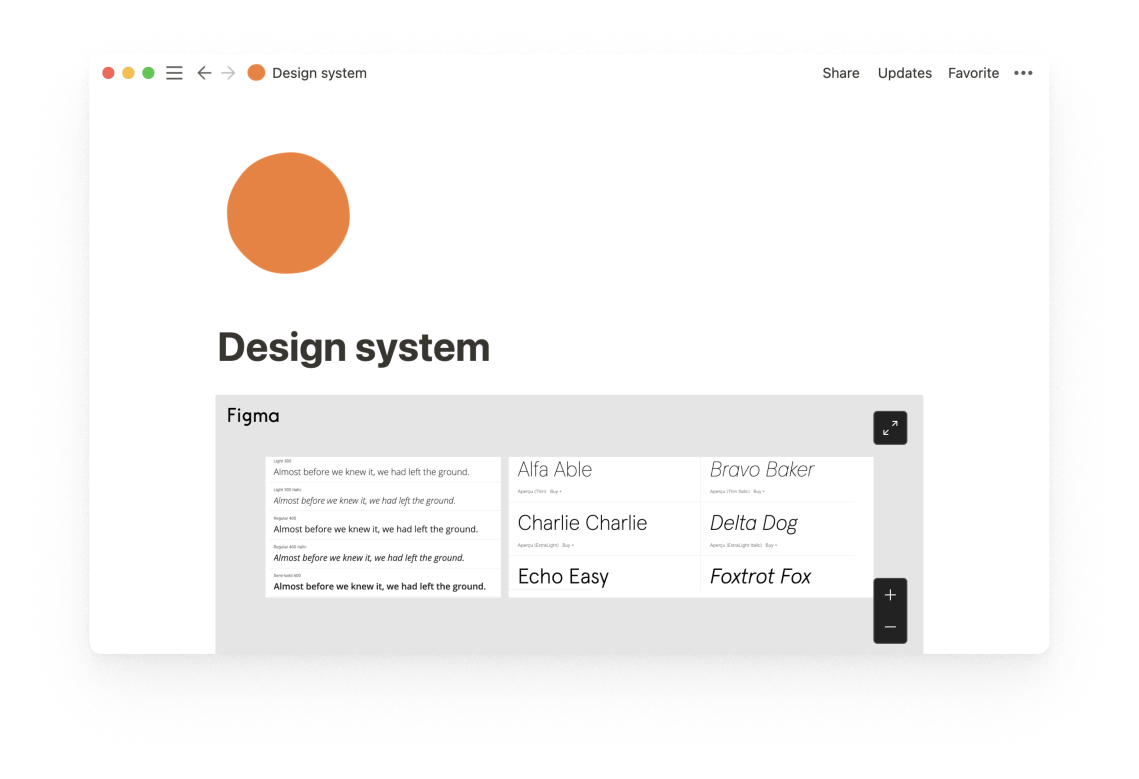 Design system
Share Updates Favorite
Design system
Figma
Light 300
Almost before we knew it, we had left the ground.
Light 300 Italic
Almost before we knew it, we had left the ground.
Regular 400
Almost before we knew it, we had left the ground.
Regular 400 Italic
Almost before we knew it, we had left the ground.
Semi-bold 600
Almost before we knew it, we had left the ground.
Alfa Able
Aperçu (Thin) Buy +
Bravo Baker
Aperçu (Thin Italic) Buy +
Charlie Charlie
Aperçu (ExtraLight) Buy +
Delta Dog
Aperçu (ExtraLight Italic) Buy +
Echo Easy
Foxtrot Fox